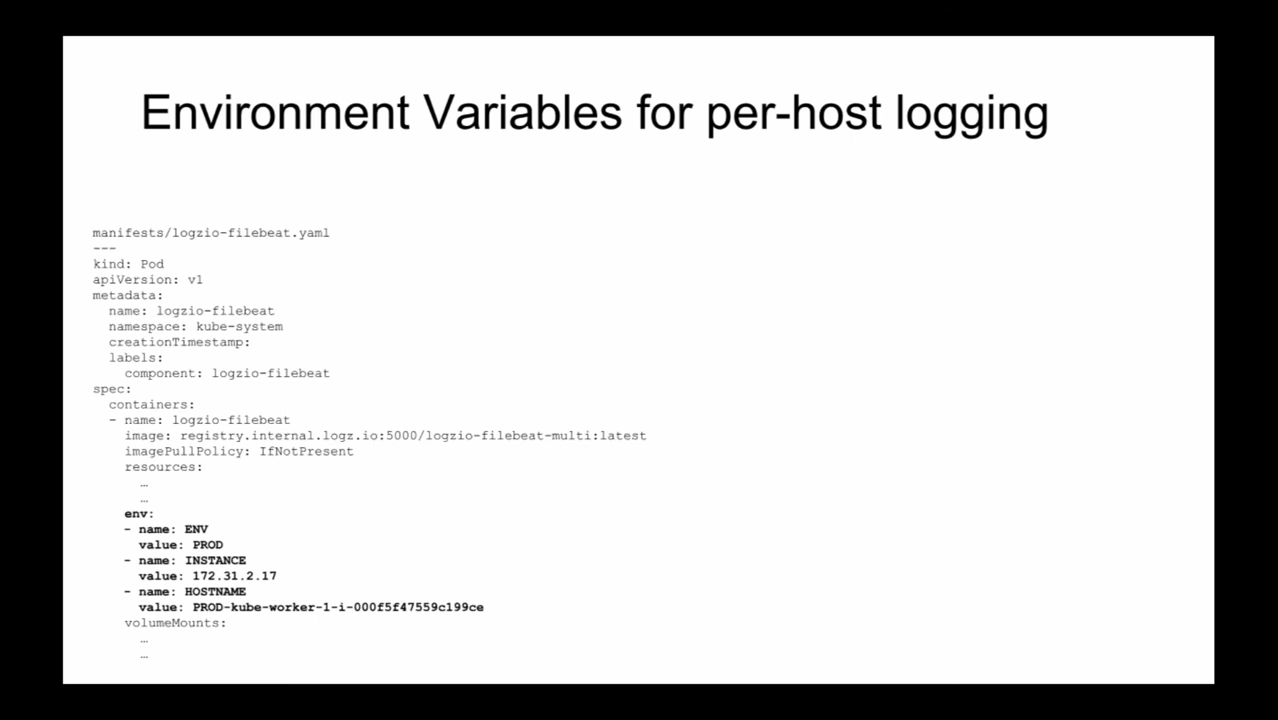 Environment Variables for per-host logging
manifests/logzio-filebeat.yaml
---
kind: Pod
apiVersion: v1
metadata:
  name: logzio-filebeat
  namespace: kube-system
  creationTimestamp:
  labels:
    component: logzio-filebeat
spec:
  containers:
  - name: logzio-filebeat
    image: registry.internal.logz.io:5000/logzio-filebeat-multi:latest
    imagePullPolicy: IfNotPresent
    resources:
      …
      …
    env:
    - name: ENV
      value: PROD
    - name: INSTANCE
      value: 172.31.2.17
    - name: HOSTNAME
      value: PROD-kube-worker-1-i-000f5f47559c199ce
    volumeMounts:
      …
      …